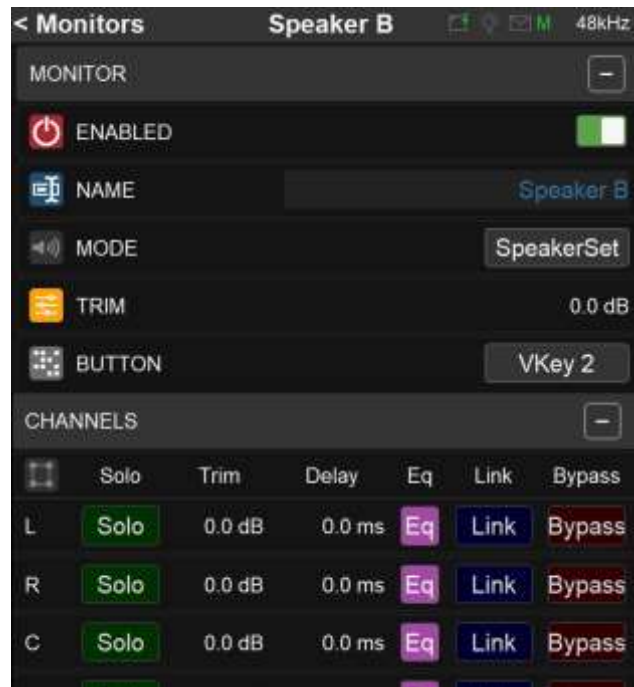 < Monitors Speaker B M 48kHz
MONITOR −
ENABLED
NAME Speaker B
MODE SpeakerSet
TRIM 0.0 dB
BUTTON VKey 2
CHANNELS −
Solo Trim Delay Eq Link Bypass
L Solo 0.0 dB 0.0 ms Eq Link Bypass
R Solo 0.0 dB 0.0 ms Eq Link Bypass
C Solo 0.0 dB 0.0 ms Eq Link Bypass